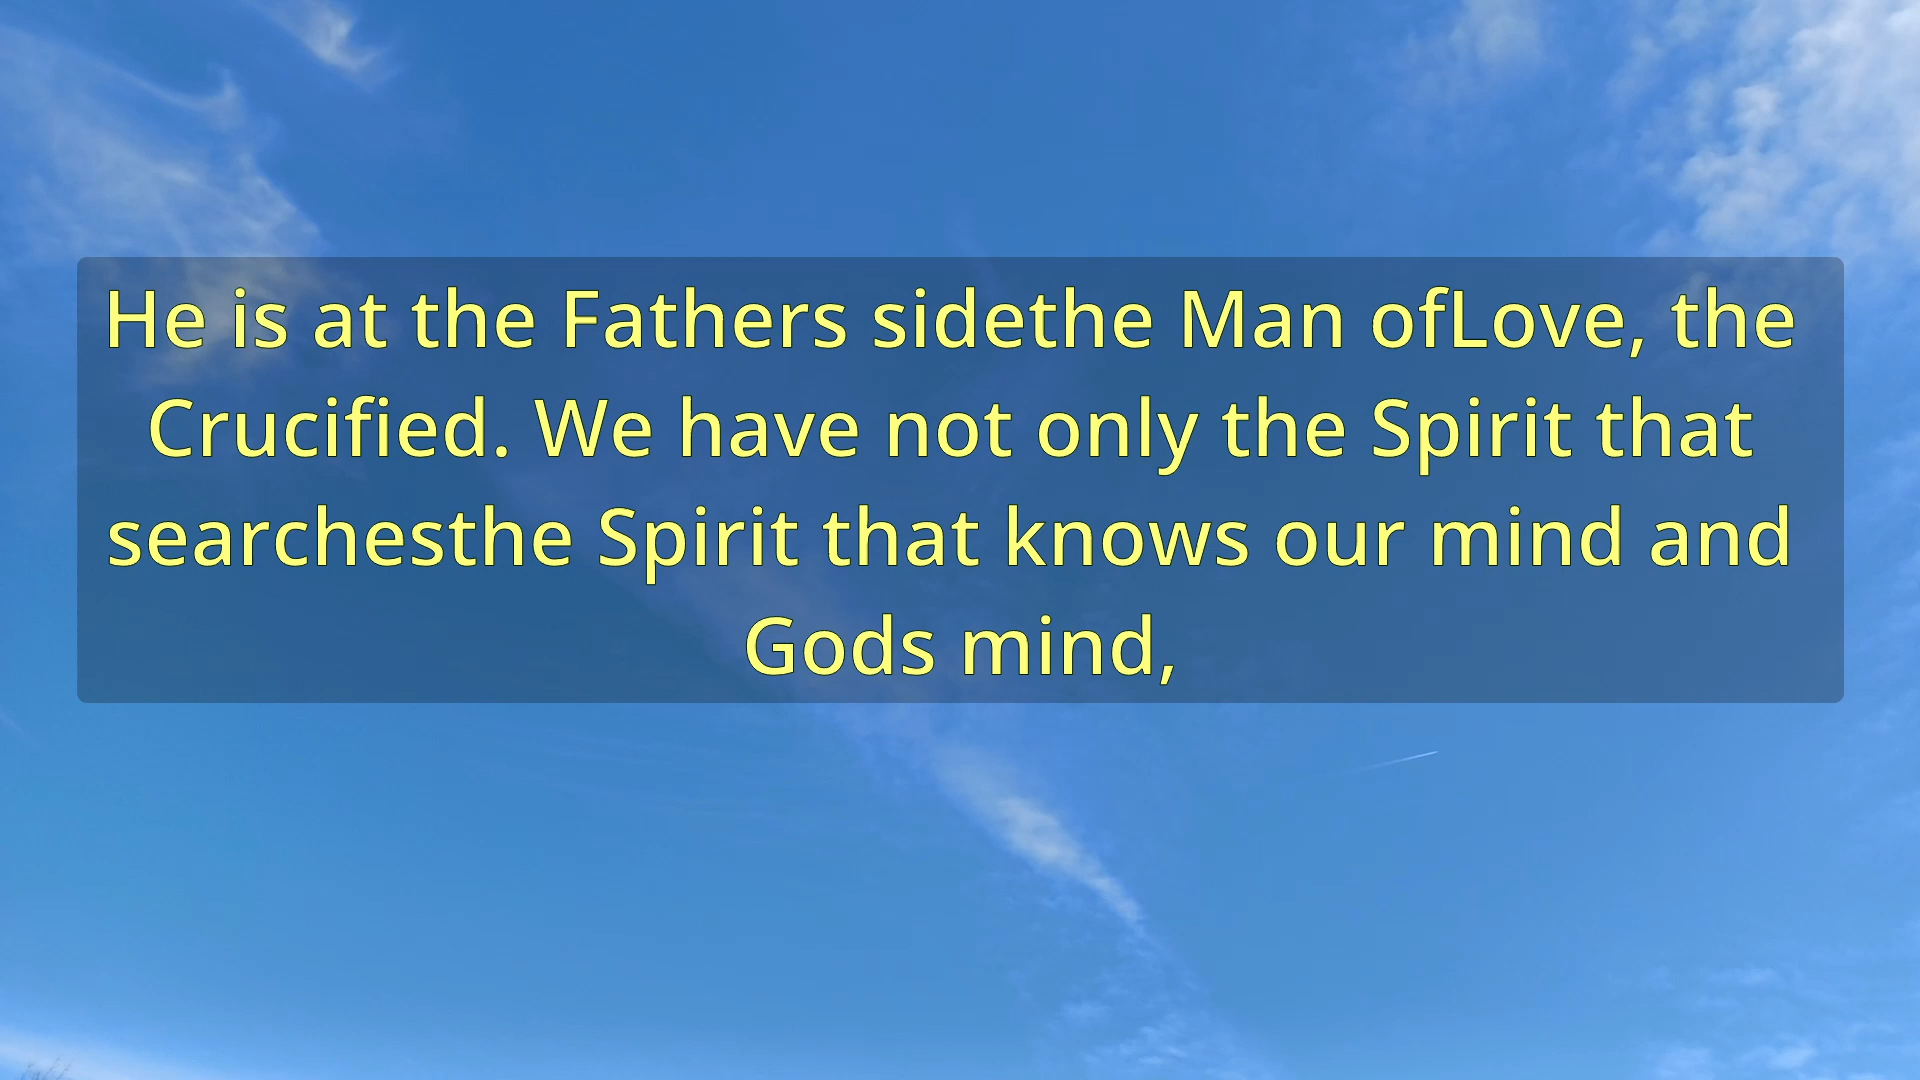 He is at the Fathers sidethe Man ofLove, the
Crucified. We have not only the Spirit that
searchesthe Spirit that knows our mind and
Gods mind,